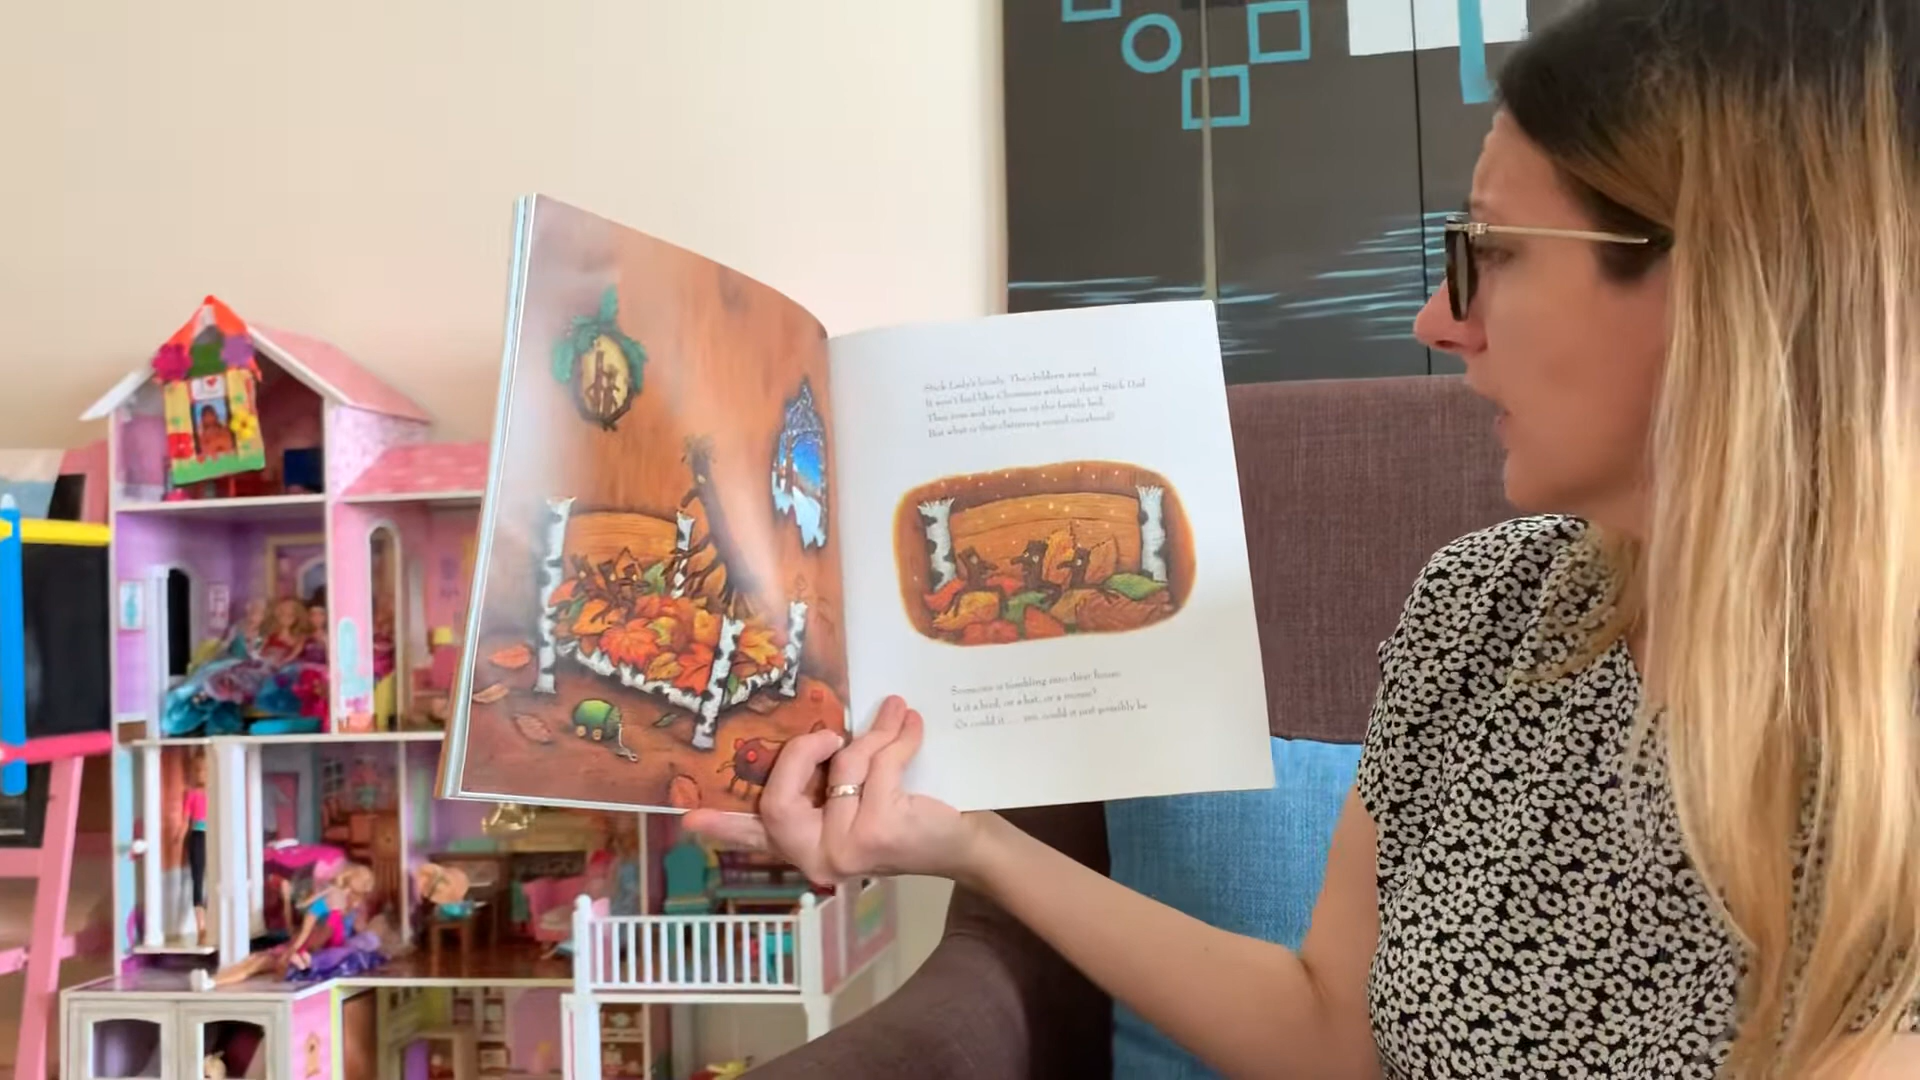 Stick Lady's lonely. The children are sad.
It won't feel like Christmas without their Stick Dad.
They toss and they turn in the family bed.
But what is that clattering sound overhead?
Someone is tumbling into their house.
Is it a bird, or a bat, or a mouse?
Or could it . . . yes, could it just possibly be